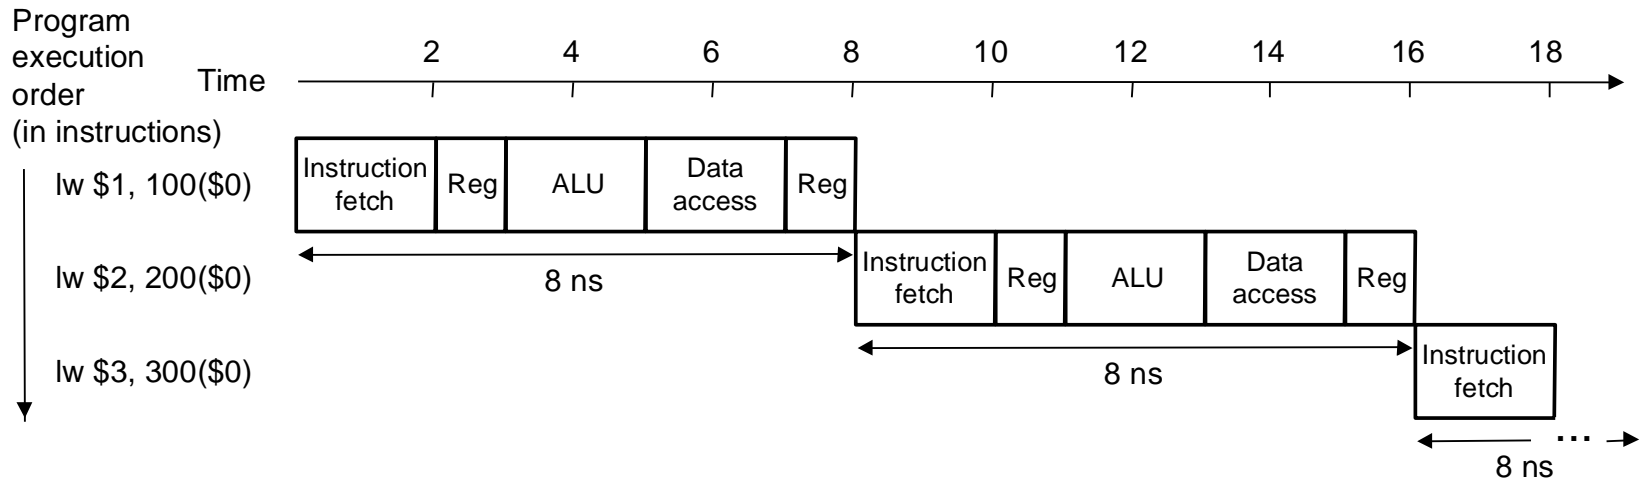 Program
execution
order
(in instructions)
Time
2 4 6 8 10 12 14 16 18
lw $1, 100($0)
Instruction
fetch
Reg
ALU
Data
access
Reg
8 ns
lw $2, 200($0)
Instruction
fetch
Reg
ALU
Data
access
Reg
8 ns
lw $3, 300($0)
Instruction
fetch
...
8 ns